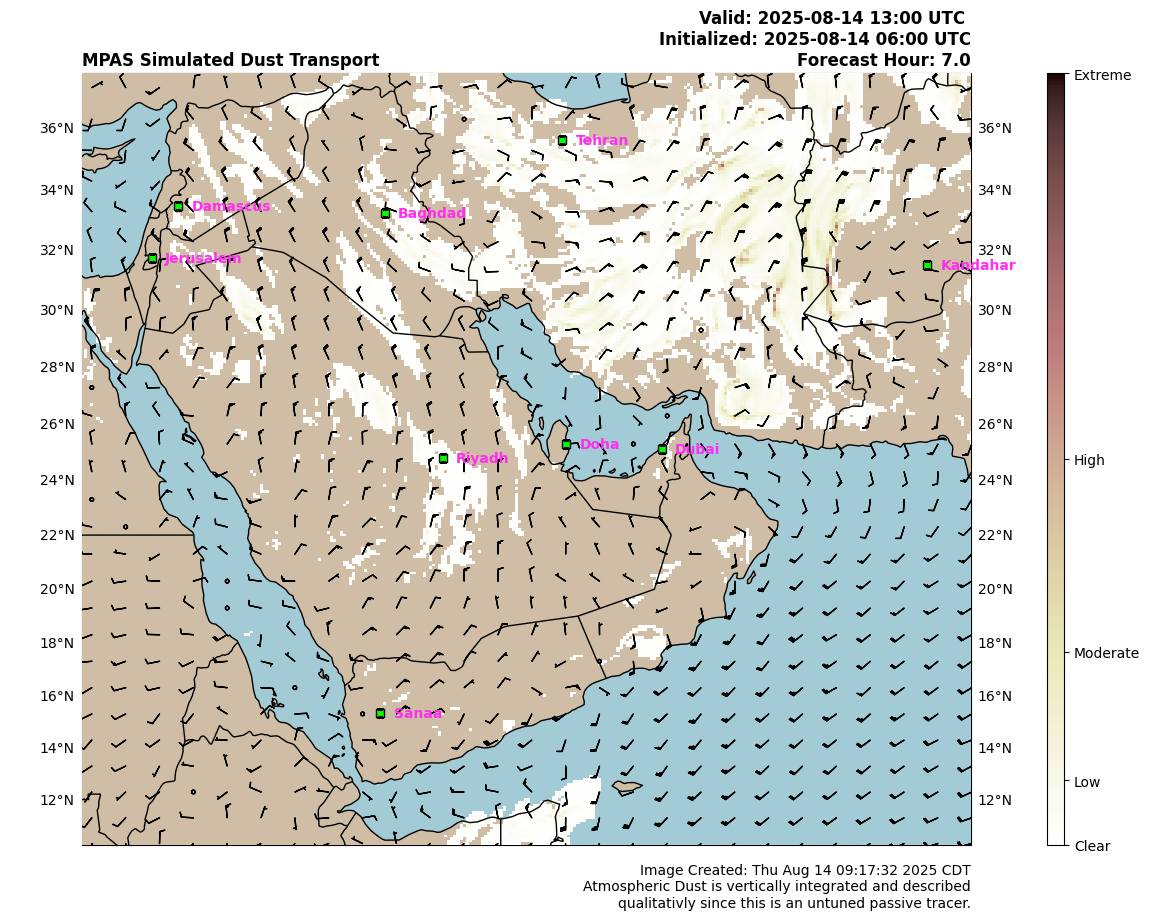 Valid: 2025-08-14 13:00 UTC
Initialized: 2025-08-14 06:00 UTC
MPAS Simulated Dust Transport
Forecast Hour: 7.0
Extreme
36°N
36°N
Tehran
34°N
34°N
Damascus
Baghdad
32°N
32°N
Jerusalem
Kandahar
30°N
30°N
28°N
28°N
26°N
26°N
Doha
Dubai
Riyadh
High
24°N
24°N
22°N
22°N
20°N
20°N
18°N
18°N
Moderate
16°N
16°N
Sanaa
14°N
14°N
12°N
12°N
Low
Clear
Image Created: Thu Aug 14 09:17:32 2025 CDT
Atmospheric Dust is vertically integrated and described
qualitativly since this is an untuned passive tracer.